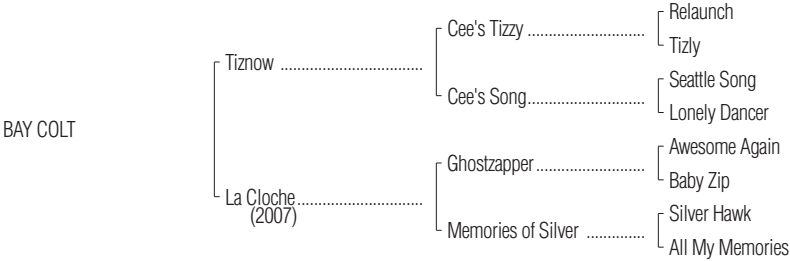 Relaunch
Cee's Tizzy ..........................
Tizly
Tiznow ................................
Seattle Song
Cee's Song..........................
Lonely Dancer
BAY COLT
Awesome Again
Ghostzapper........................
Baby Zip
La Cloche............................
(2007)
Silver Hawk
Memories of Silver .............
All My Memories